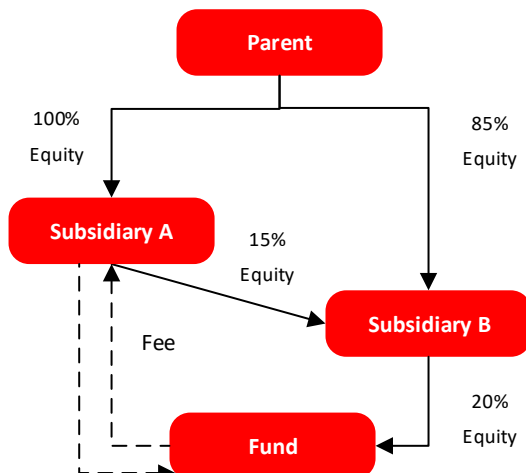 Parent
100%
Equity
85%
Equity
Subsidiary A
15%
Equity
Subsidiary B
Fee
20%
Equity
Fund